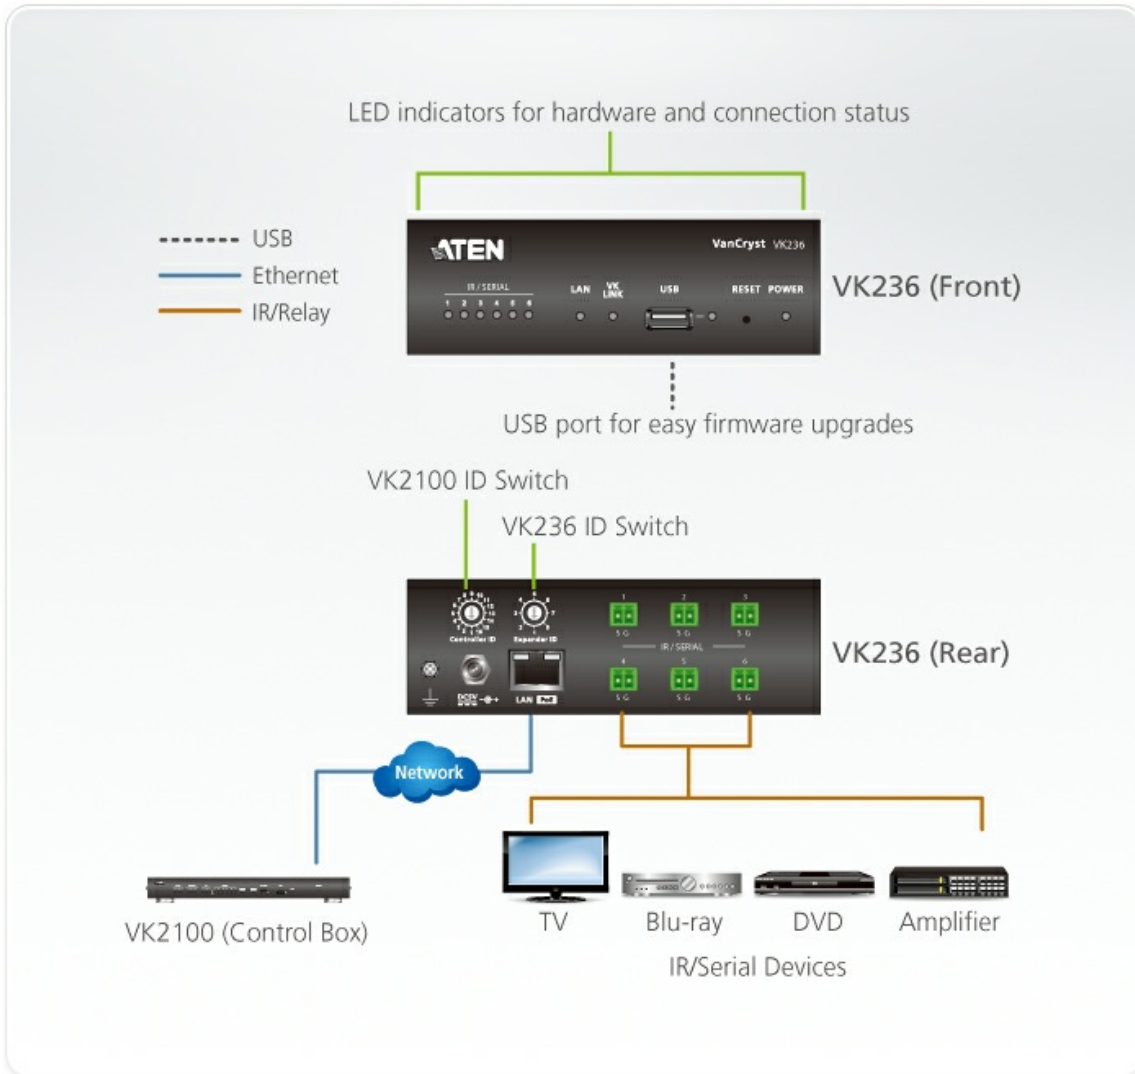 LED indicators for hardware and connection status
USB
Ethernet
IR/Relay
ATEN
VanCryst VK236
IR / SERIAL
1 2 3 4 5 6
LAN
VK LINK
USB
RESET
POWER
VK236 (Front)
USB port for easy firmware upgrades
VK2100 ID Switch
VK236 ID Switch
Controller ID
Expander ID
1 2 3
S G S G S G
IR / SERIAL
4 5 6
S G S G S G
DC5V
LAN PoE
VK236 (Rear)
Network
VK2100 (Control Box)
TV
Blu-ray
DVD
Amplifier
IR/Serial Devices